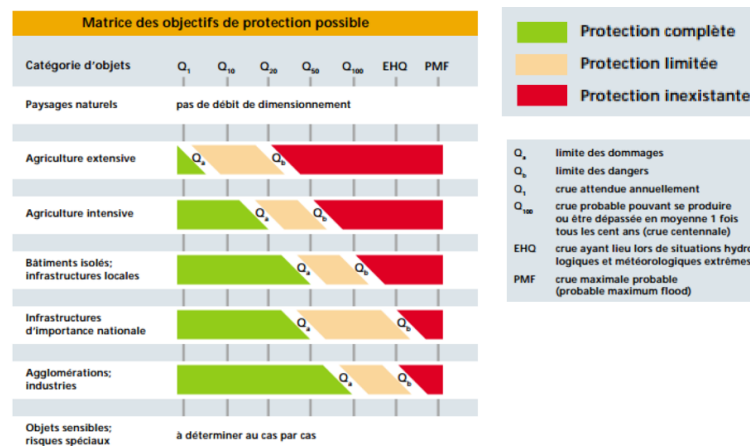 Matrice des objectifs de protection possible
Catégorie d'objets Q1 Q10 Q20 Q50 Q100 EHQ PMF
Paysages naturels pas de débit de dimensionnement
Agriculture extensive Qa Qb
Agriculture intensive Qa Qb
Bâtiments isolés;
infrastructures locales Qa Qb
Infrastructures
d'importance nationale Qa Qb
Agglomérations;
industries Qa Qb
Objets sensibles;
risques spéciaux à déterminer au cas par cas
Protection complète
Protection limitée
Protection inexistante
Qa limite des dommages
Qb limite des dangers
Q1 crue attendue annuellement
Q100 crue probable pouvant se produire
ou être dépassée en moyenne 1 fois
tous les cent ans (crue centennale)
EHQ crue ayant lieu lors de situations hydro
logiques et météorologiques extrêmes
PMF crue maximale probable
(probable maximum flood)